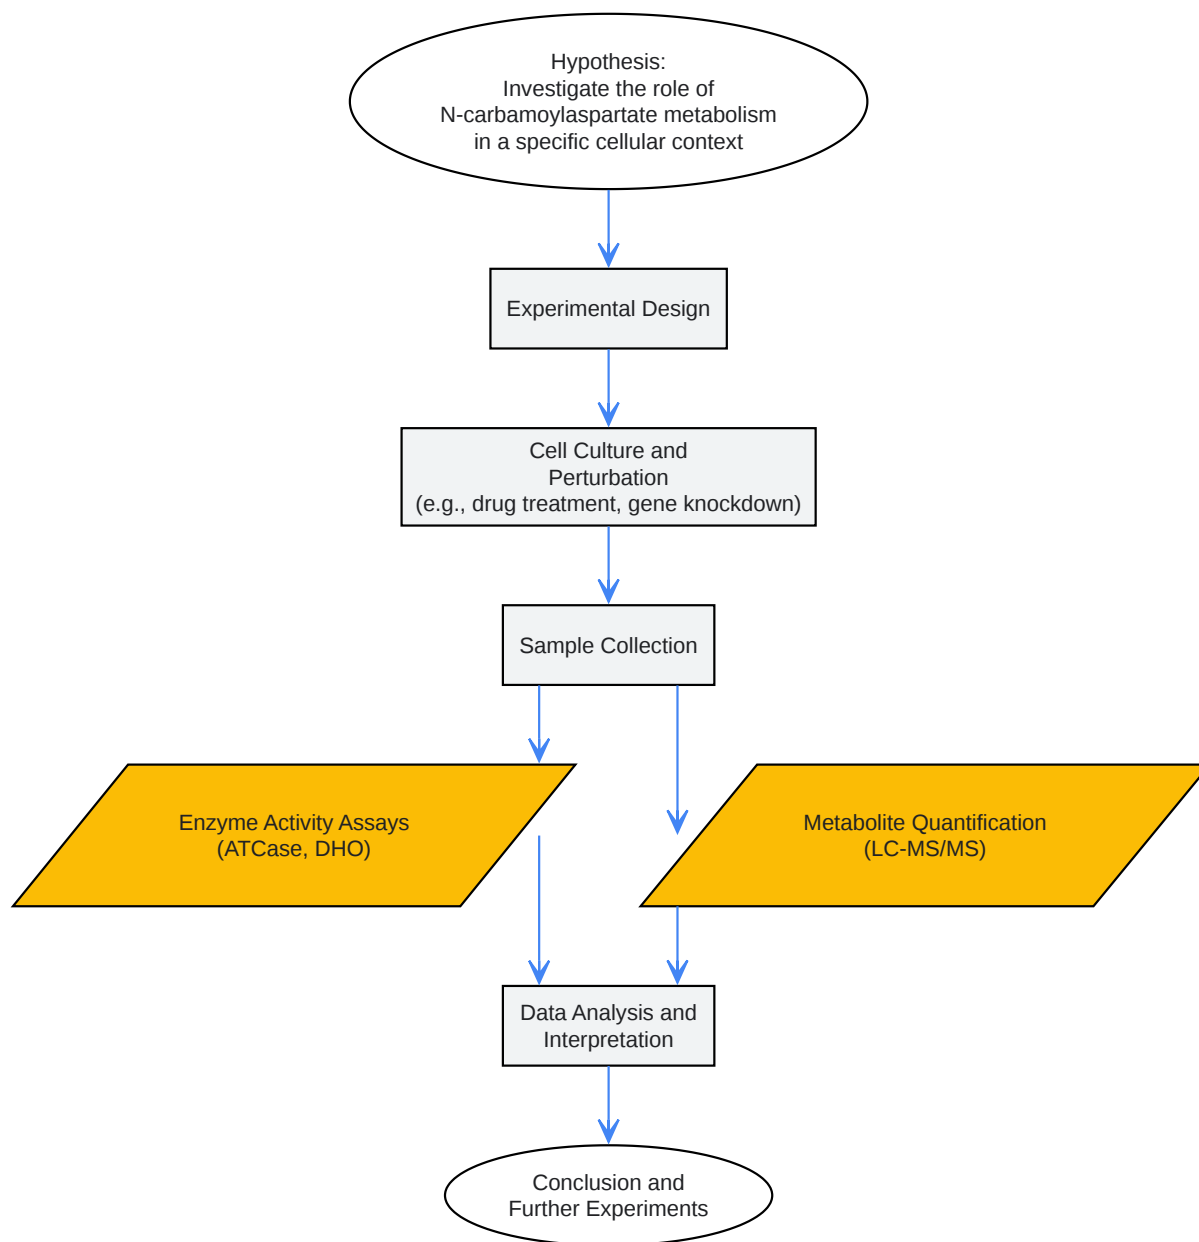 Hypothesis:
Investigate the role of
N-carbamoylaspartate metabolism
in a specific cellular context
Experimental Design
Cell Culture and
Perturbation
(e.g., drug treatment, gene knockdown)
Sample Collection
Enzyme Activity Assays
(ATCase, DHO)
Metabolite Quantification
(LC-MS/MS)
Data Analysis and
Interpretation
Conclusion and
Further Experiments